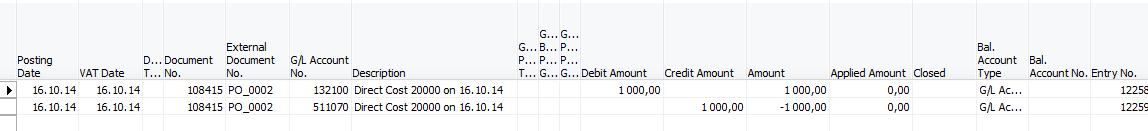 G... G...
G... B... P...
External P... P... P... Bal.
Posting D... Document Document G/L Account Account Bal.
Date VAT Date T... No. No. No. Description T... G... G... Debit Amount Credit Amount Amount Applied Amount Closed Type Account No. Entry No.
16.10.14 16.10.14 108415 PO_0002 132100 Direct Cost 20000 on 16.10.14 1 000,00 1 000,00 0,00 G/L Ac... 12258
16.10.14 16.10.14 108415 PO_0002 511070 Direct Cost 20000 on 16.10.14 1 000,00 -1 000,00 0,00 G/L Ac... 12259